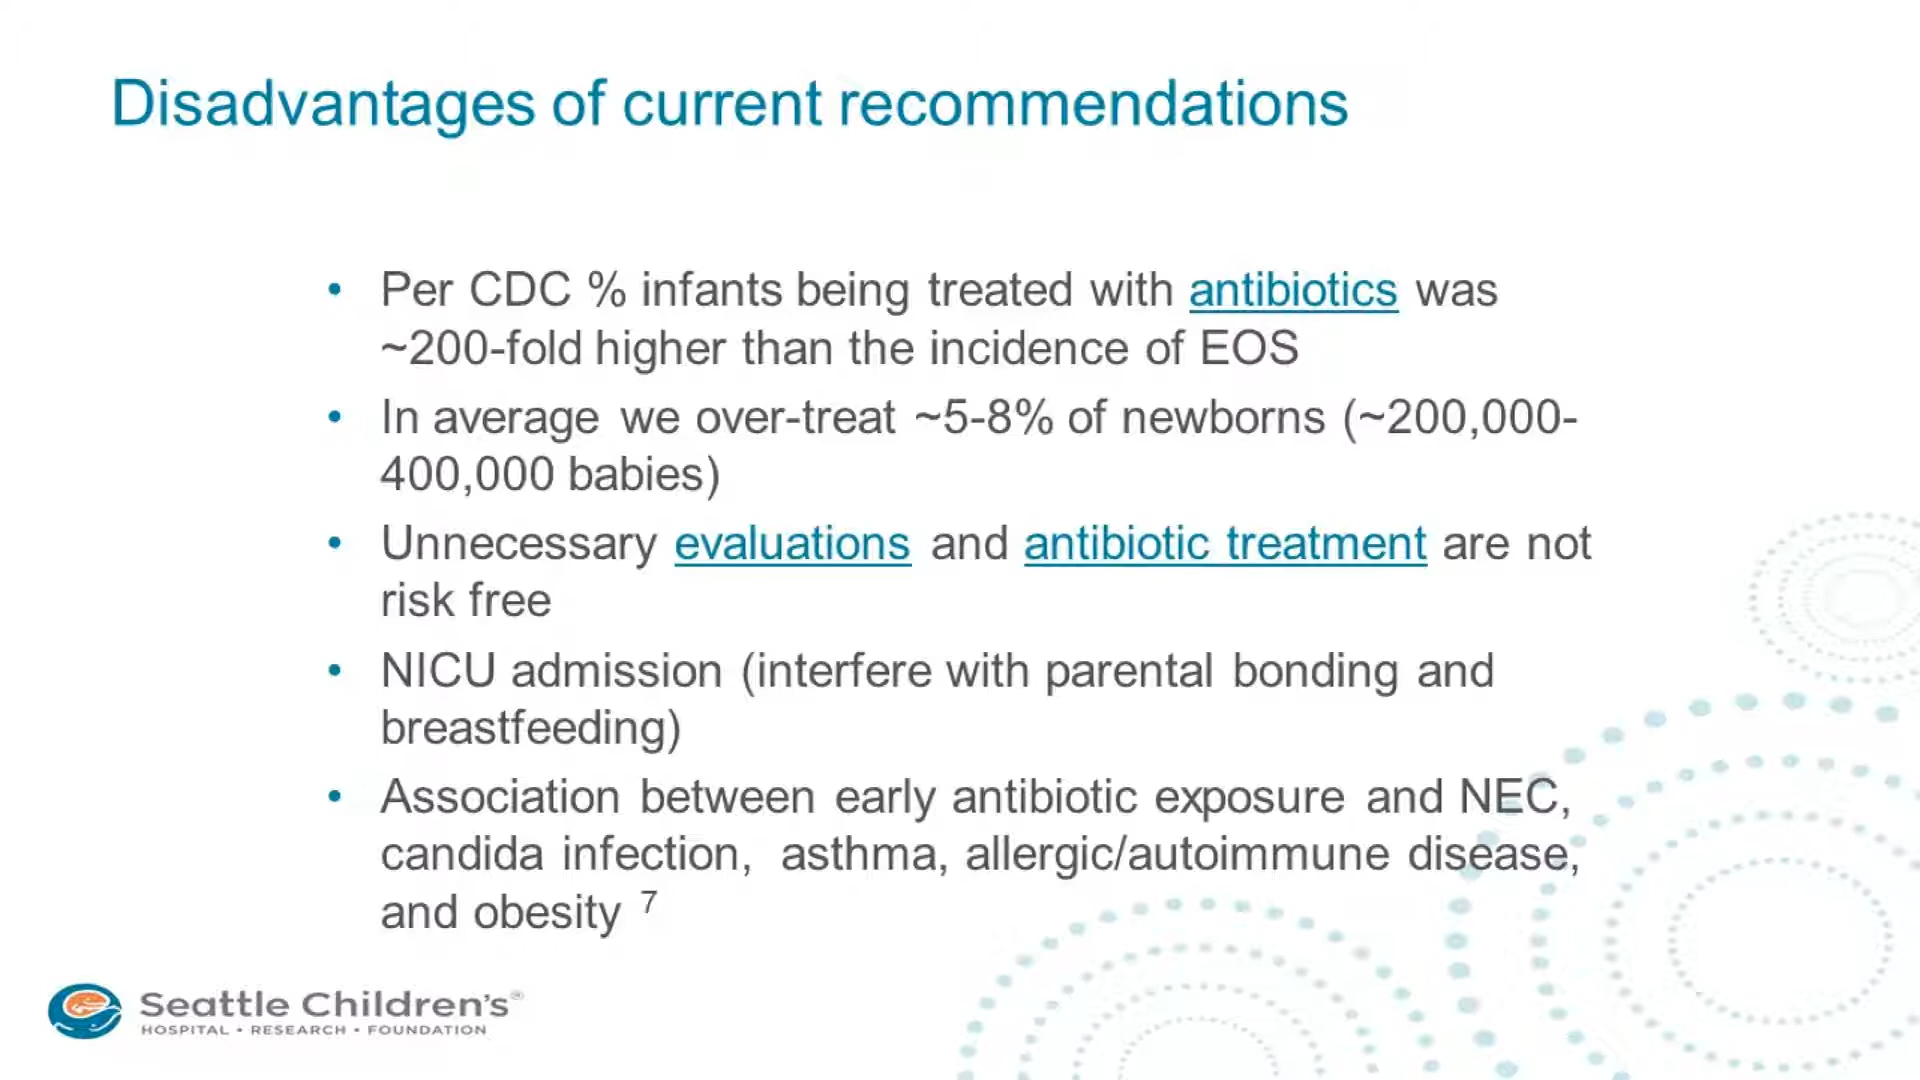 Disadvantages of current recommendations
• Per CDC % infants being treated with antibiotics was
~200-fold higher than the incidence of EOS
• In average we over-treat ~5-8% of newborns (~200,000-
400,000 babies)
• Unnecessary evaluations and antibiotic treatment are not
risk free
• NICU admission (interfere with parental bonding and
breastfeeding)
• Association between early antibiotic exposure and NEC,
candida infection, asthma, allergic/autoimmune disease,
and obesity 7
Seattle Children's®
HOSPITAL • RESEARCH • FOUNDATION